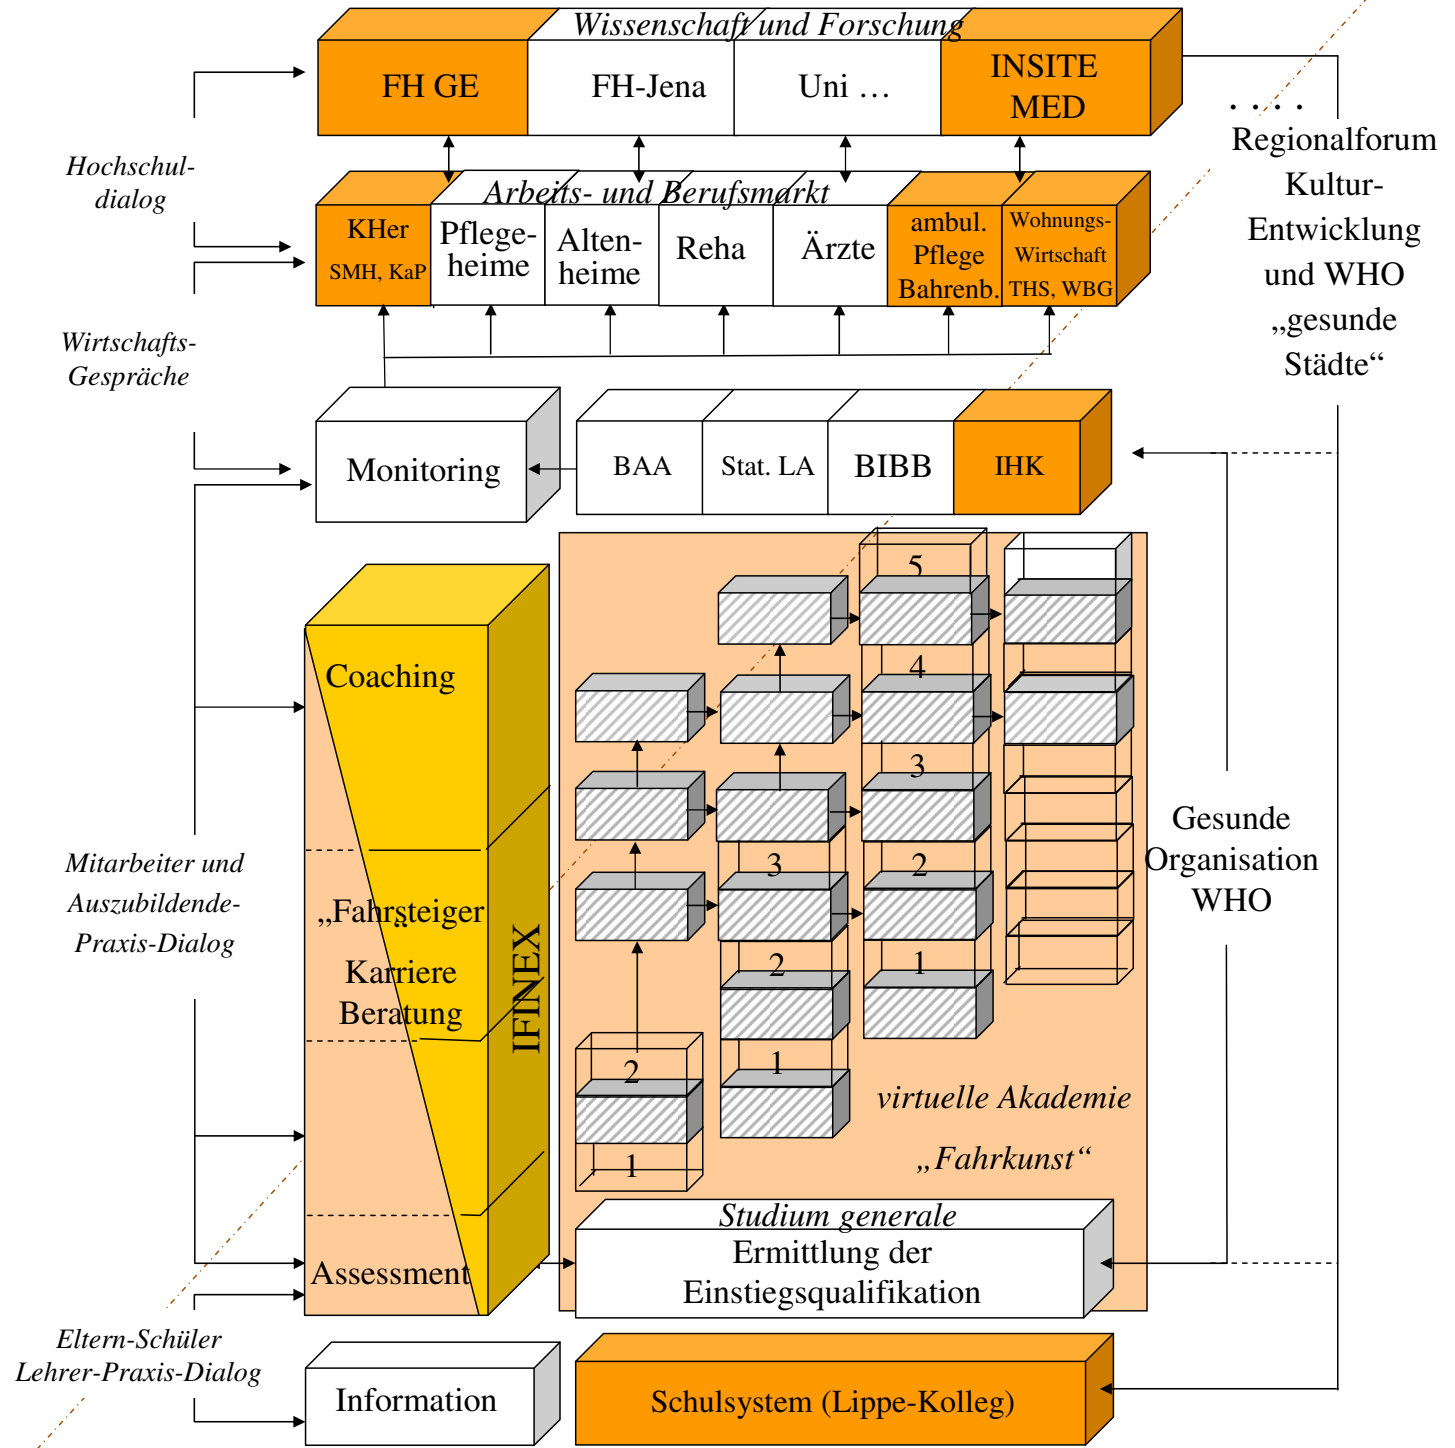 Wissenschaft und Forschung
FH GE
FH-Jena
Uni …
INSITE
MED
. . . .
Regionalforum
Kultur-
Entwicklung
und WHO
„gesunde
Städte“
Hochschul-
dialog
Arbeits- und Berufsmarkt
KHer
SMH, KaP
Pflege-
heime
Alten-
heime
Reha
Ärzte
ambul.
Pflege
Bahrenb.
Wohnungs-
Wirtschaft
THS, WBG
Wirtschafts-
Gespräche
Monitoring
BAA
Stat. LA
BIBB
IHK
Coaching
„Fahrsteiger
“
Karriere
Beratung
Assessment
IFINEX
Mitarbeiter und
Auszubildende-
Praxis-Dialog
5
4
3
2
1
3
2
1
2
1
virtuelle Akademie
„Fahrkunst“
Gesunde
Organisation
WHO
Studium generale
Ermittlung der
Einstiegsqualifikation
Eltern-Schüler
Lehrer-Praxis-Dialog
Information
Schulsystem (Lippe-Kolleg)